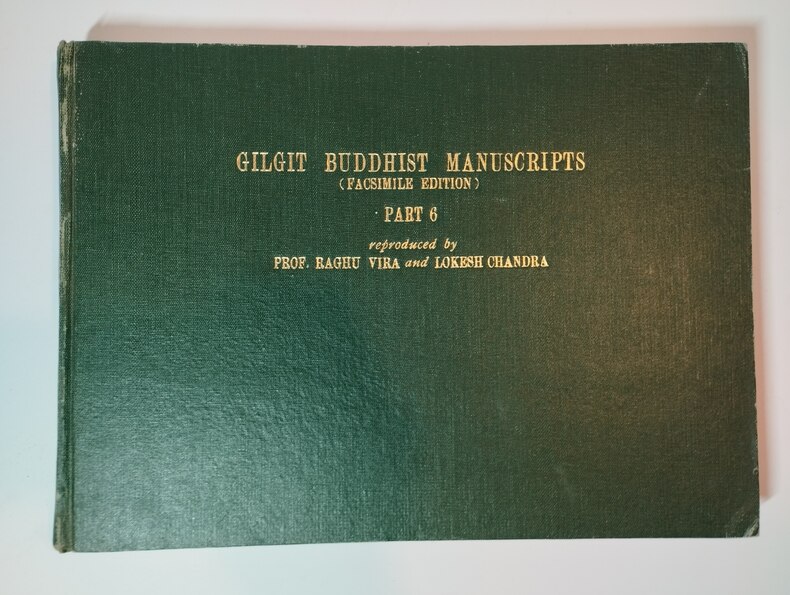 GILGIT BUDDHIST MANUSCRIPTS
(FACSIMILE EDITION)
PART 6
reproduced by
PROF. RAGHU VIRA and LOKESH CHANDRA